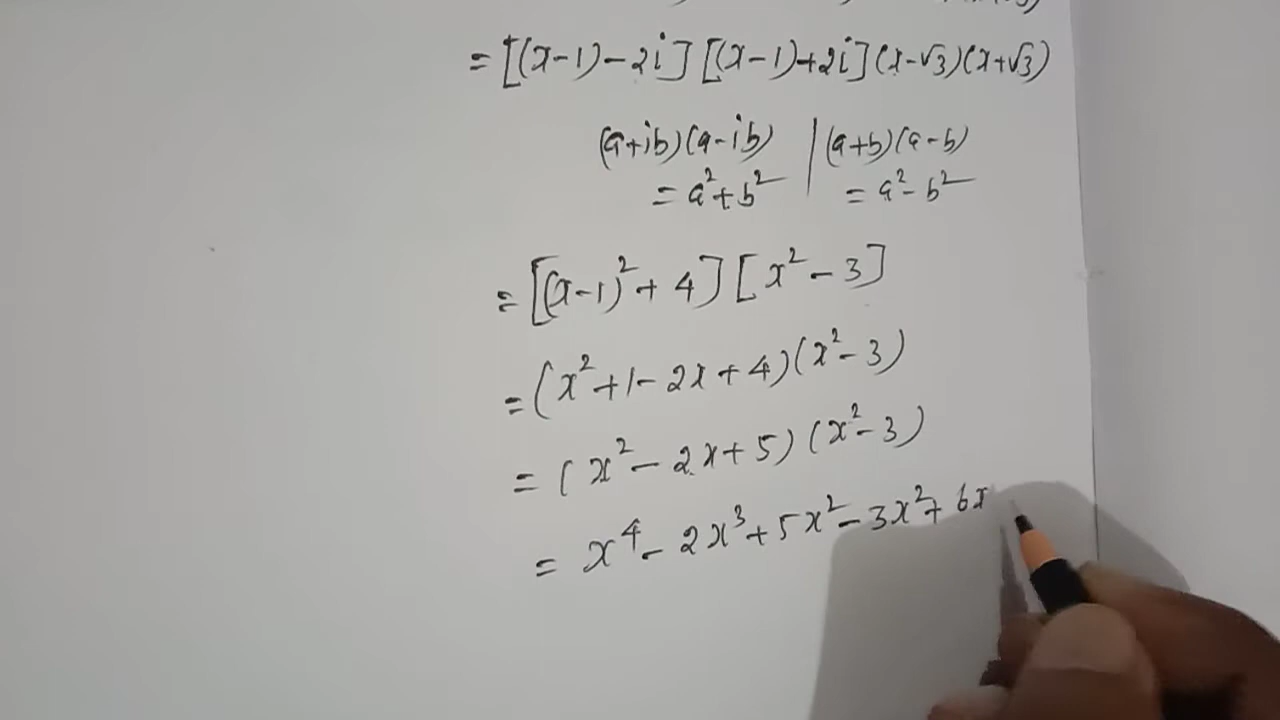 = [(x-1)-2i] [(x-1)+2i] (x-√3)(x+√3)
(a+ib)(a-ib) | (a+b)(a-b)
= a²+b² | = a²-b²
= [(x-1)²+4] [x²-3]
= (x²+1-2x+4)(x²-3)
= (x²-2x+5)(x²-3)
= x⁴-2x³+5x²-3x²+6x